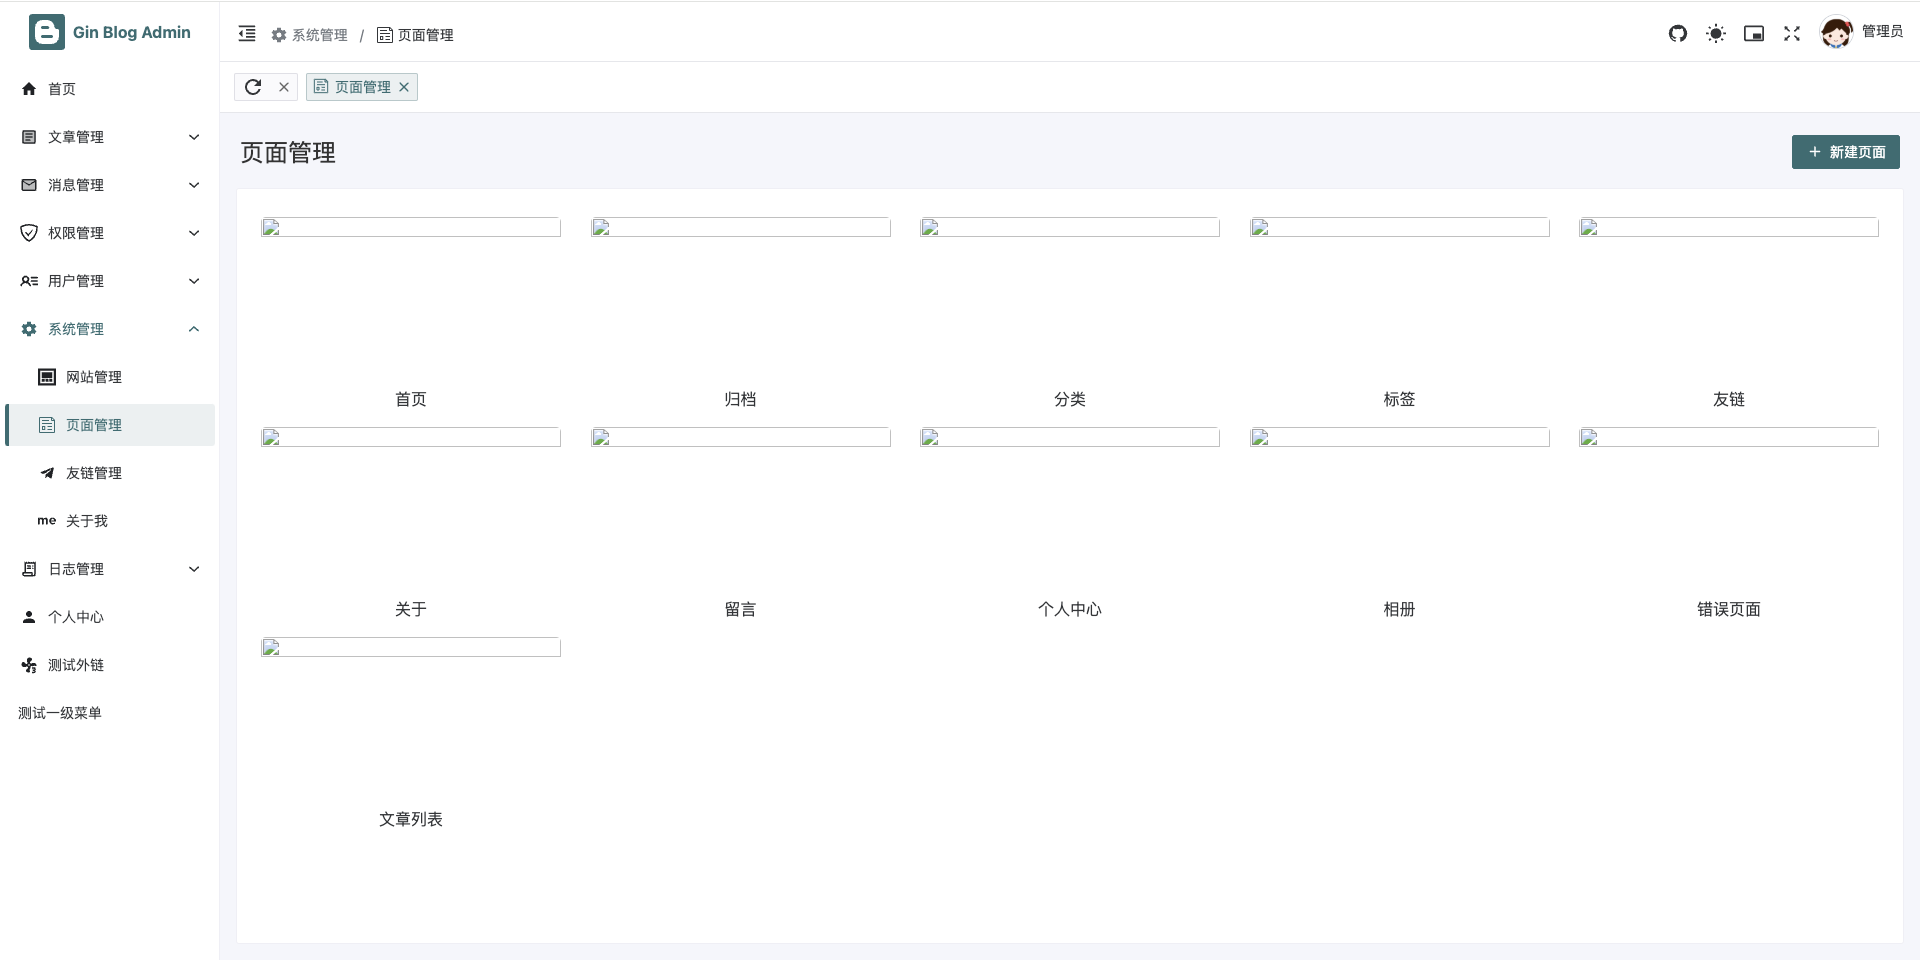 Gin Blog Admin
系统管理 / 页面管理
管理员
页面管理
首页
文章管理
消息管理
权限管理
用户管理
系统管理
网站管理
页面管理
友链管理
me 关于我
日志管理
个人中心
测试外链
测试一级菜单
页面管理
新建页面
首页
归档
分类
标签
友链
关于
留言
个人中心
相册
错误页面
文章列表